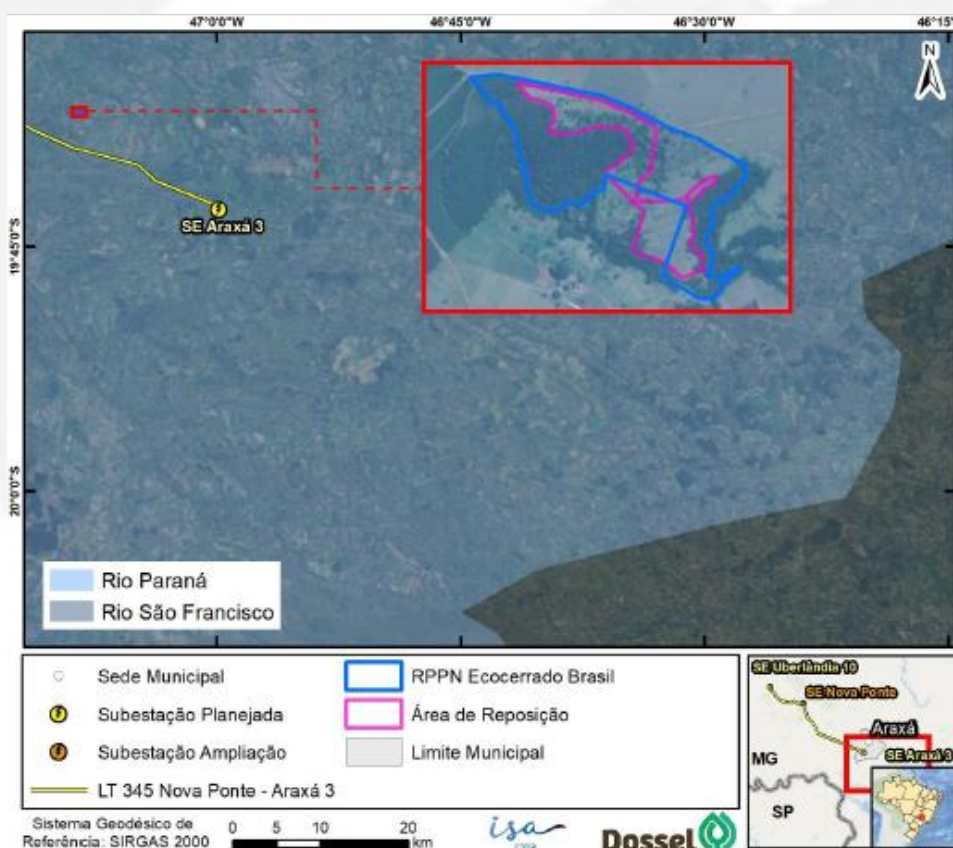 47°0'0"W
46°45'0"W
46°30'0"W
46°15'
N
SE Araxá 3
19°45'0"S
20°0'0"S
Rio Paraná
Rio São Francisco
Sede Municipal
Subestação Planejada
Subestação Ampliação
LT 345 Nova Ponte - Araxá 3
RPPN Ecocerrado Brasil
Área de Reposição
Limite Municipal
SE Uberlândia 10
SE Nova Ponte
Araxá
SE Araxá 3
MG
SP
Sistema Geodésico de
Referência: SIRGAS 2000
0 5 10 20
km
isa
Dossel